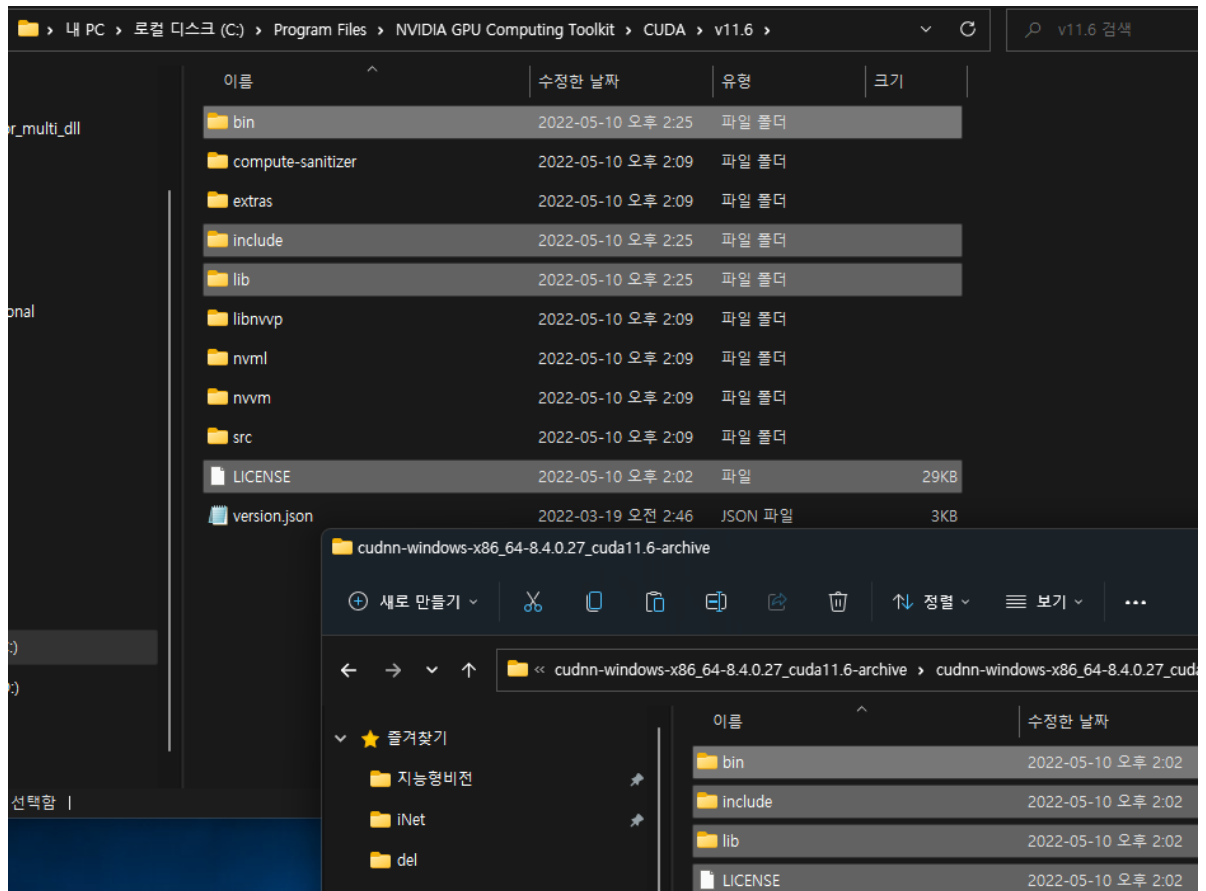 내 PC > 로컬 디스크 (C:) > Program Files > NVIDIA GPU Computing Toolkit > CUDA > v11.6 > v11.6 검색
이름 수정한 날짜 유형 크기
r_multi_dll
bin 2022-05-10 오후 2:25 파일 폴더
compute-sanitizer 2022-05-10 오후 2:09 파일 폴더
extras 2022-05-10 오후 2:09 파일 폴더
include 2022-05-10 오후 2:25 파일 폴더
lib 2022-05-10 오후 2:25 파일 폴더
onal
libnvvp 2022-05-10 오후 2:09 파일 폴더
nvml 2022-05-10 오후 2:09 파일 폴더
nvvm 2022-05-10 오후 2:09 파일 폴더
src 2022-05-10 오후 2:09 파일 폴더
LICENSE 2022-05-10 오후 2:02 파일 29KB
version.json 2022-03-19 오전 2:46 JSON 파일 3KB
:)
:)
선택함
cudnn-windows-x86_64-8.4.0.27_cuda11.6-archive
새로 만들기 정렬 보기 ...
« cudnn-windows-x86_64-8.4.0.27_cuda11.6-archive > cudnn-windows-x86_64-8.4.0.27_cuda
이름 수정한 날짜
즐겨찾기
지능형비전
iNet
del
bin 2022-05-10 오후 2:02
include 2022-05-10 오후 2:02
lib 2022-05-10 오후 2:02
LICENSE 2022-05-10 오후 2:02